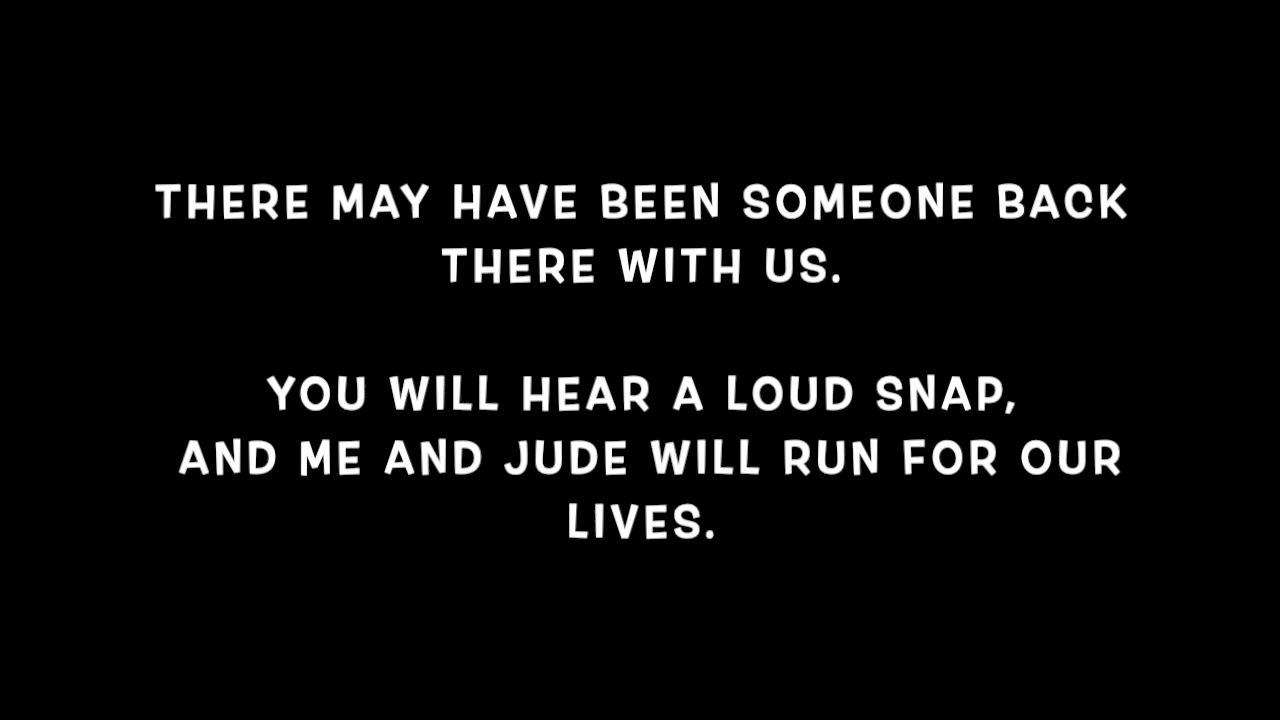 THERE MAY HAVE BEEN SOMEONE BACK
THERE WITH US.
YOU WILL HEAR A LOUD SNAP,
AND ME AND JUDE WILL RUN FOR OUR
LIVES.